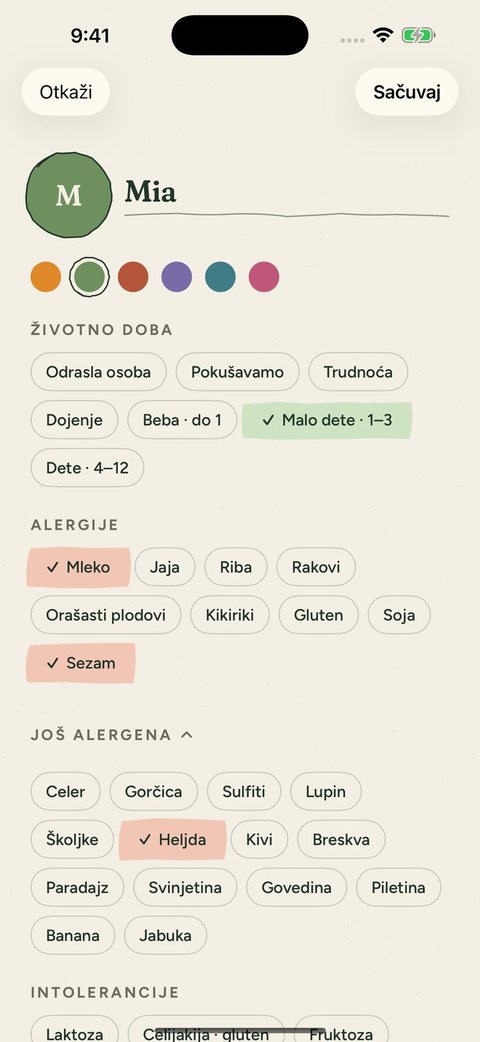 9:41
Otkaži Sačuvaj
M Mia
ŽIVOTNO DOBA
Odrasla osoba Pokušavamo Trudnoća
Dojenje Beba · do 1 ✓ Malo dete · 1–3
Dete · 4–12
ALERGIJE
✓ Mleko Jaja Riba Rakovi
Orašasti plodovi Kikiriki Gluten Soja
✓ Sezam
JOŠ ALERGENA
Celer Gorčica Sulfiti Lupin
Školjke ✓ Heljda Kivi Breskva
Paradajz Svinjetina Govedina Piletina
Banana Jabuka
INTOLERANCIJE
Laktoza Celijakija · gluten Fruktoza